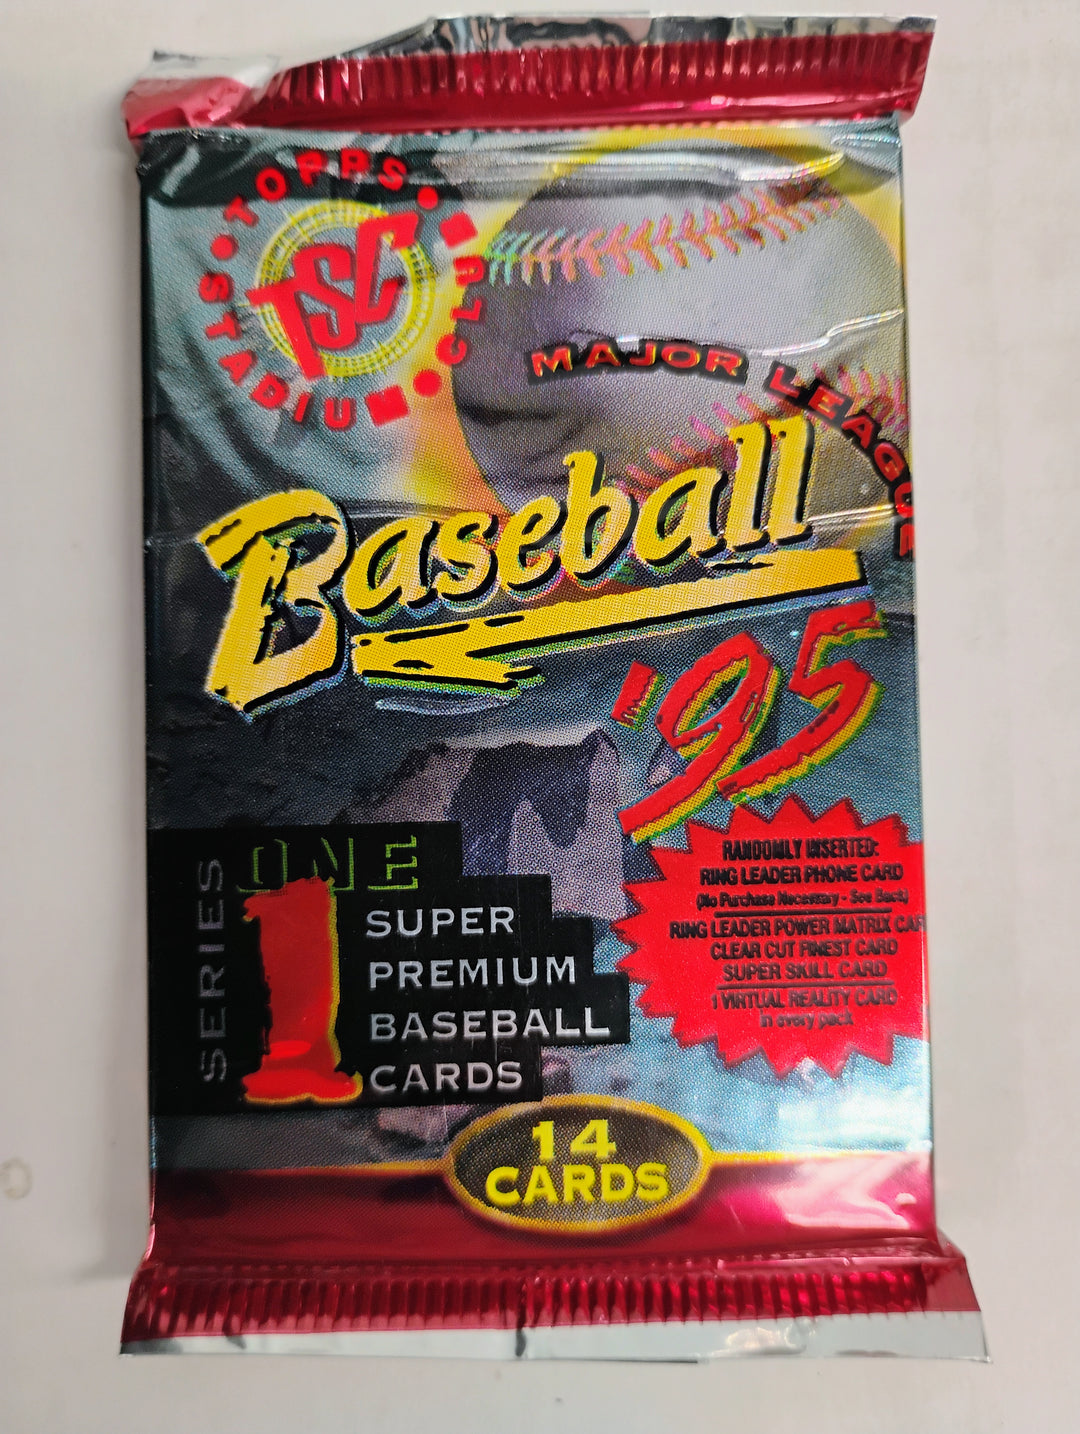 TOPPS • STADIUM • CLUB •
TSC
MAJOR LEAGUE
Baseball
'95
SERIES
ONE
1
SUPER
PREMIUM
BASEBALL
CARDS
RANDOMLY INSERTED:
RING LEADER PHONE CARD
(No Purchase Necessary - See Back)
RING LEADER POWER MATRIX CAR
CLEAR CUT FINEST CARD
SUPER SKILL CARD
1 VIRTUAL REALITY CARD
in every pack
14
CARDS